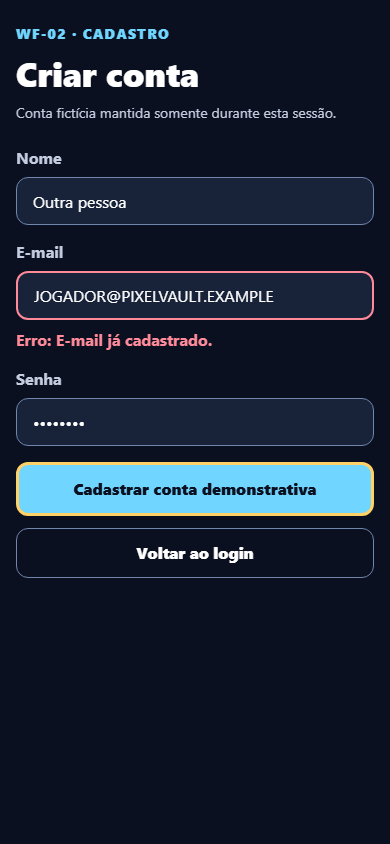 WF-02 · CADASTRO
Criar conta
Conta fictícia mantida somente durante esta sessão.
Nome
Outra pessoa
E-mail
JOGADOR@PIXELVAULT.EXAMPLE
Erro: E-mail já cadastrado.
Senha
••••••••
Cadastrar conta demonstrativa
Voltar ao login